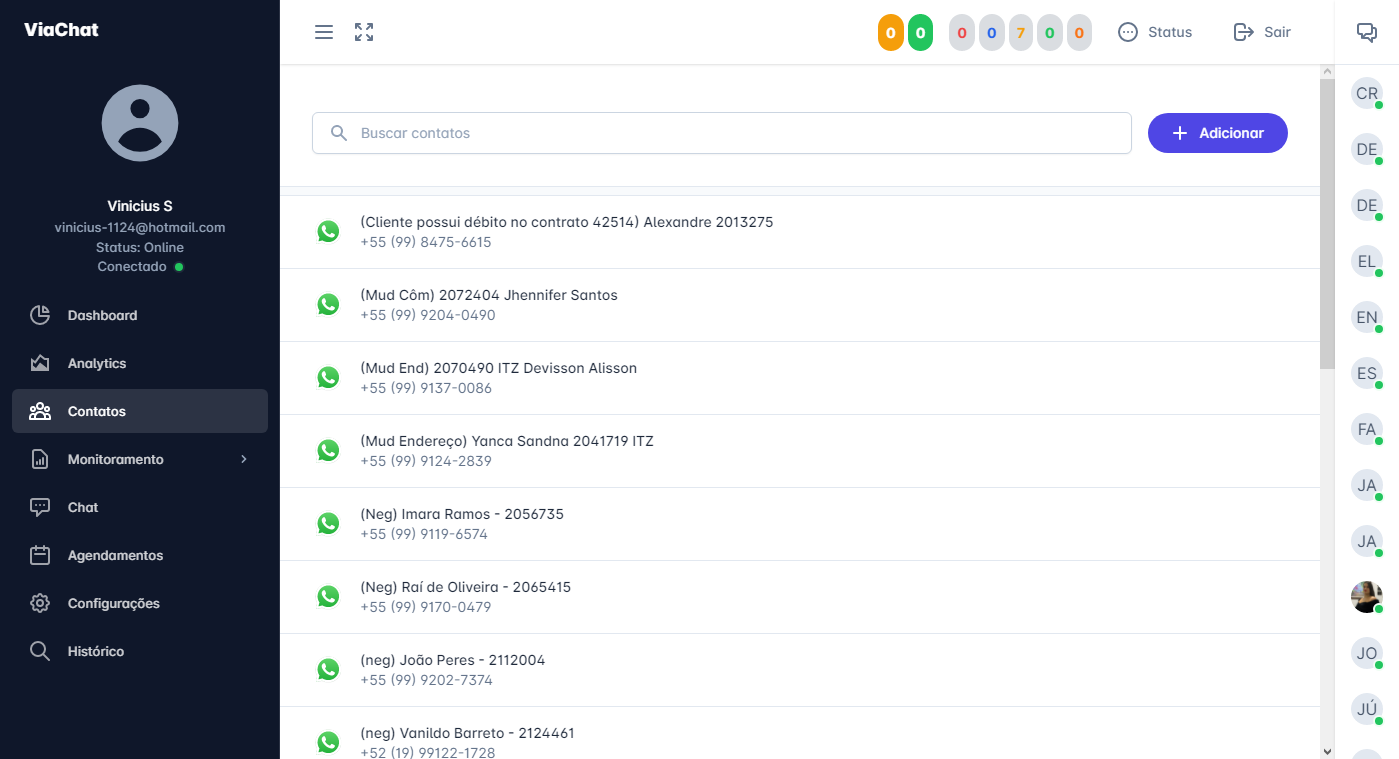 ViaChat
0 0 0 0 7 0 0 Status Sair
Vinicius S
vinicius-1124@hotmail.com
Status: Online
Conectado
Dashboard
Analytics
Contatos
Monitoramento
Chat
Agendamentos
Configurações
Histórico
Buscar contatos
Adicionar
(Cliente possui débito no contrato 42514) Alexandre 2013275
+55 (99) 8475-6615
(Mud Côm) 2072404 Jhennifer Santos
+55 (99) 9204-0490
(Mud End) 2070490 ITZ Devisson Alisson
+55 (99) 9137-0086
(Mud Endereço) Yanca Sandna 2041719 ITZ
+55 (99) 9124-2839
(Neg) Imara Ramos - 2056735
+55 (99) 9119-6574
(Neg) Raí de Oliveira - 2065415
+55 (99) 9170-0479
(neg) João Peres - 2112004
+55 (99) 9202-7374
(neg) Vanildo Barreto - 2124461
+52 (19) 99122-1728
CR
DE
DE
EL
EN
ES
FA
JA
JA
JO
JÚ